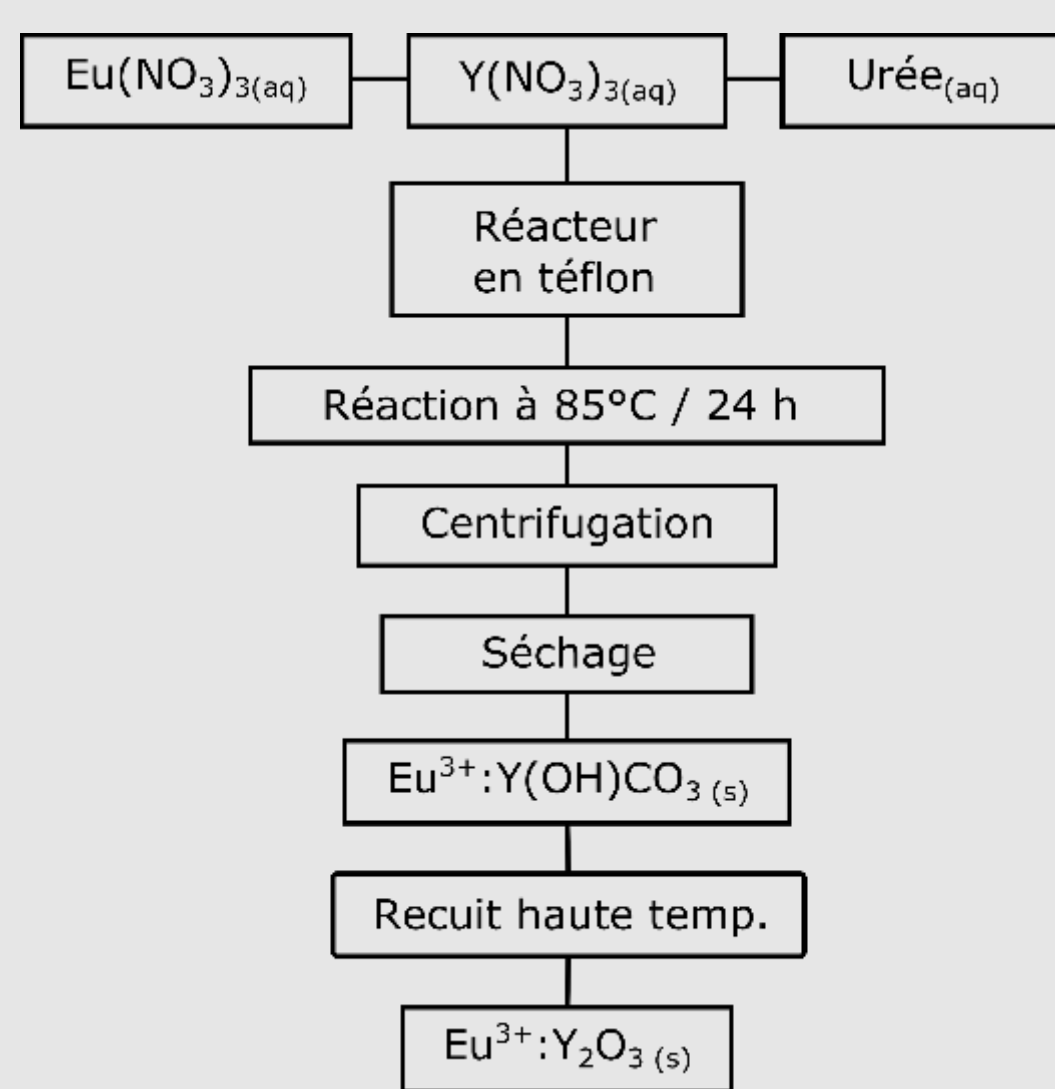 Eu(NO₃)₃(aq) Y(NO₃)₃(aq) Urée(aq)
Réacteur
en téflon
Réaction à 85°C / 24 h
Centrifugation
Séchage
Eu³⁺:Y(OH)CO₃ (s)
Recuit haute temp.
Eu³⁺:Y₂O₃ (s)